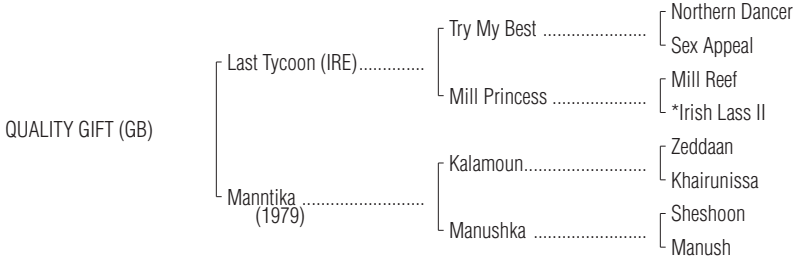 Northern Dancer
Try My Best ......................
Sex Appeal
Last Tycoon (IRE)..............
Mill Reef
Mill Princess ....................
*Irish Lass II
QUALITY GIFT (GB)
Zeddaan
Kalamoun..........................
Khairunissa
Manntika ..........................
(1979)
Sheshoon
Manushka ........................
Manush